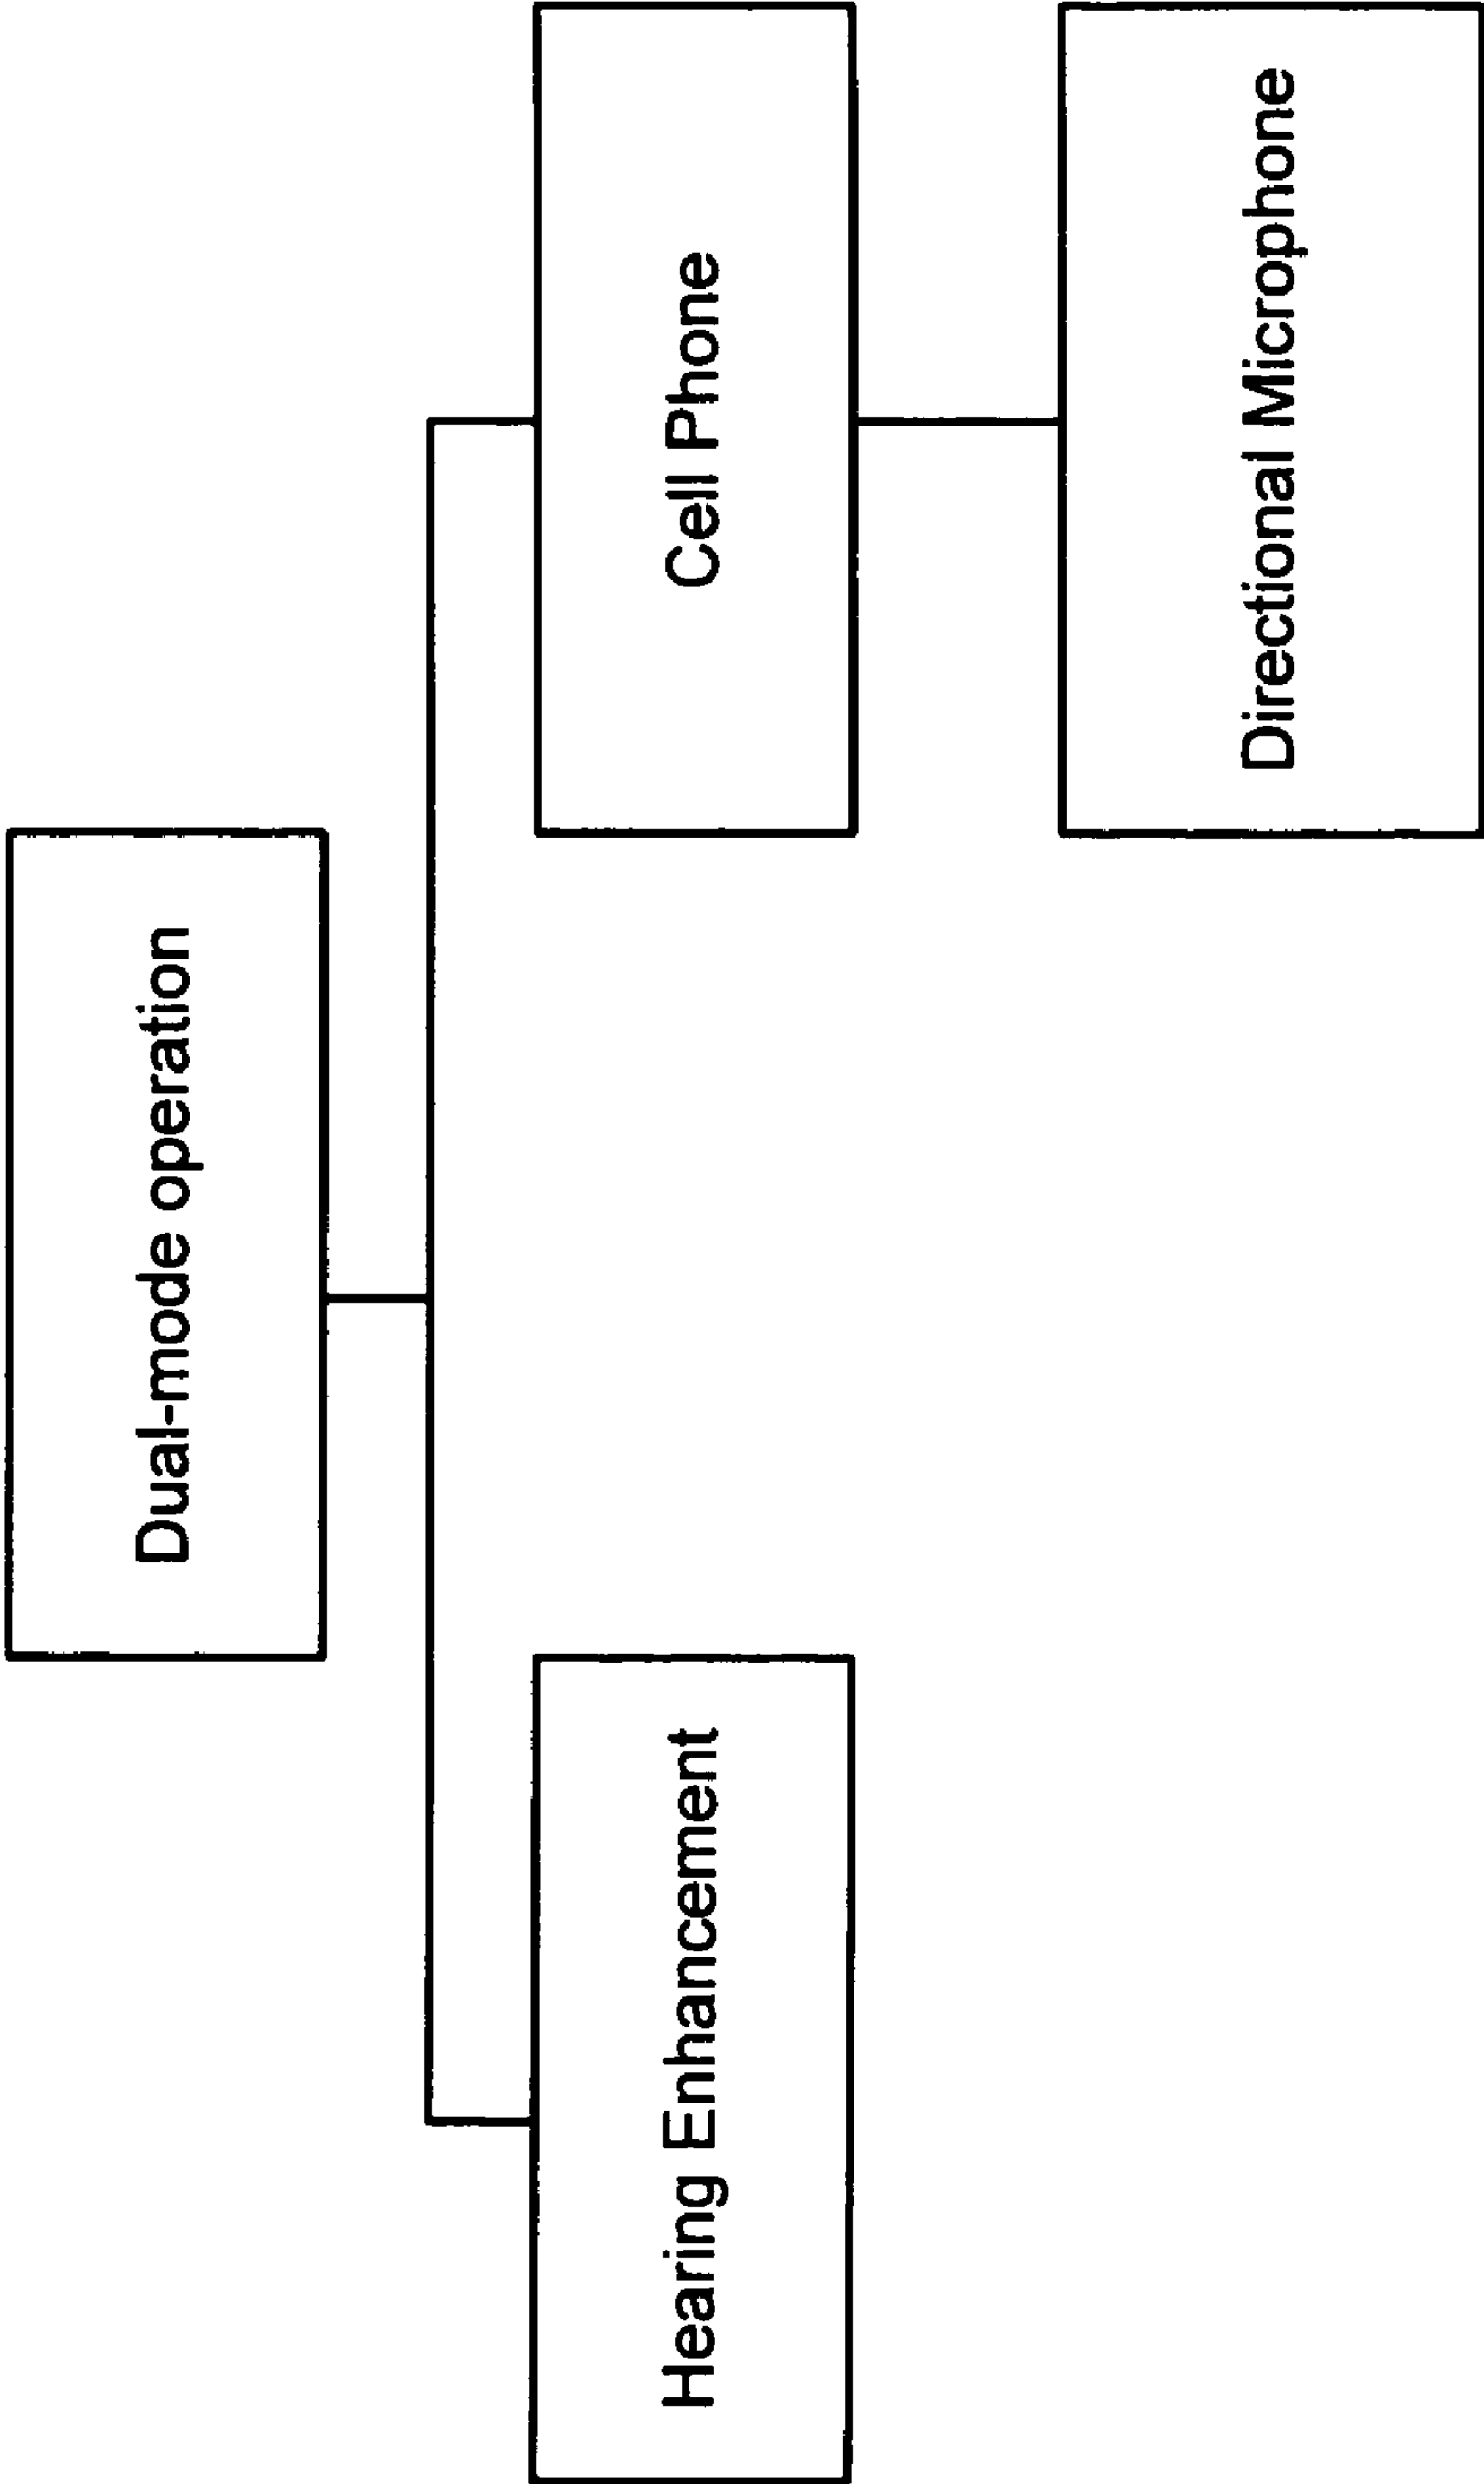 Dual-mode operation
Hearing Enhancement
Cell Phone
Directional Microphone